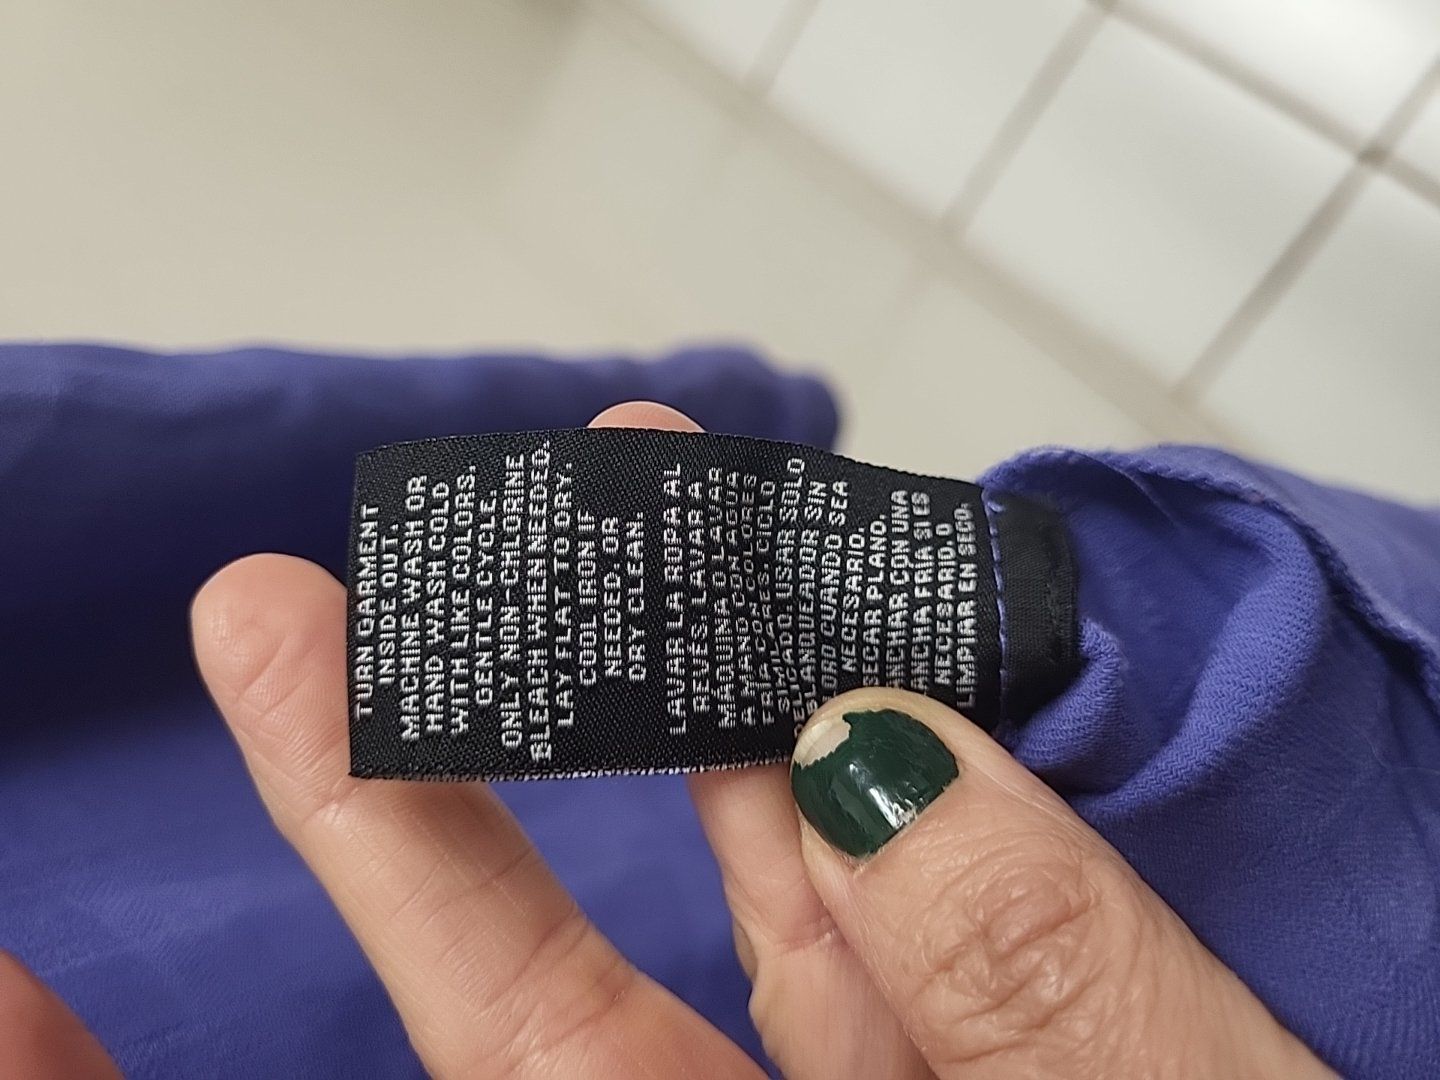 TURN GARMENT
INSIDE OUT.
MACHINE WASH OR
HAND WASH COLD
WITH LIKE COLORS.
GENTLE CYCLE.
ONLY NON-CHLORINE
BLEACH WHEN NEEDED.
LAY FLAT TO DRY.
COOL IRON IF
NEEDED OR
DRY CLEAN.
LAVAR LA ROPA AL
REVÉS. LAVAR A
MÁQUINA O LAVAR
A MANO CON AGUA
FRÍA CON COLORES
SIMILARES CICLO
DELICADO USAR SOLO
BLANQUEADOR SIN
CLORO CUANDO SEA
NECESARIO.
SECAR PLANO.
CON UNA
FRÍA SI ES
NECESARIO. O
LIMPIAR EN SECO.